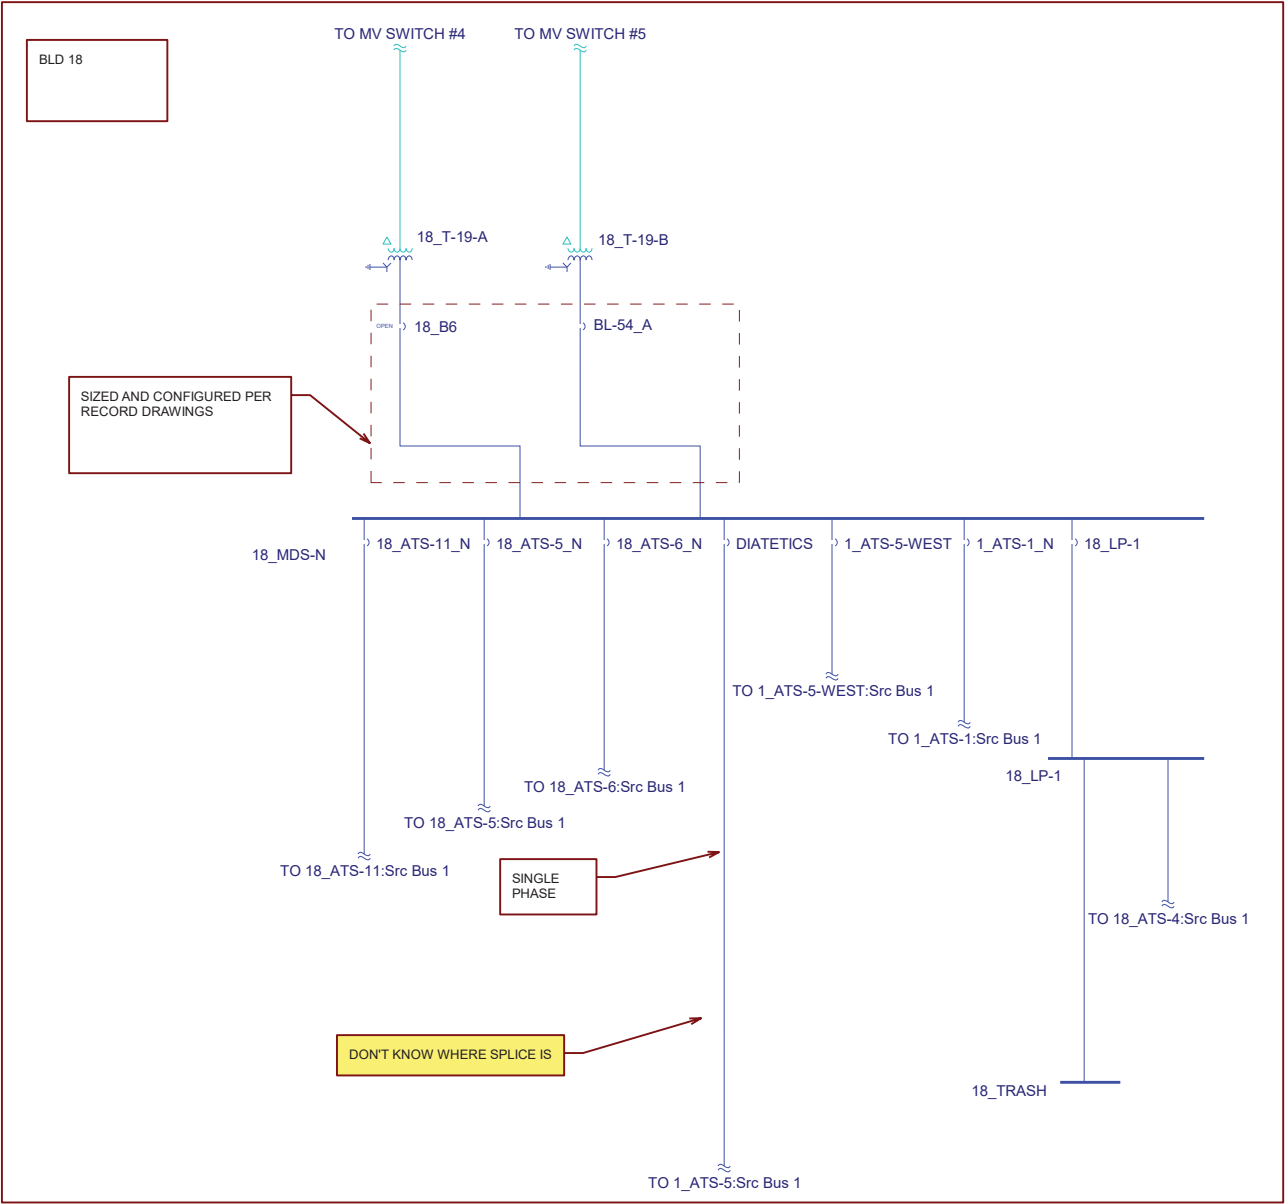 TO MV SWITCH #4
TO MV SWITCH #5
BLD 18
18_T-19-A
18_T-19-B
OPEN
18_B6
BL-54_A
SIZED AND CONFIGURED PER
RECORD DRAWINGS
18_MDS-N
18_ATS-11_N
18_ATS-5_N
18_ATS-6_N
DIATETICS
1_ATS-5-WEST
1_ATS-1_N
18_LP-1
TO 1_ATS-5-WEST:Src Bus 1
TO 1_ATS-1:Src Bus 1
18_LP-1
TO 18_ATS-6:Src Bus 1
TO 18_ATS-5:Src Bus 1
TO 18_ATS-11:Src Bus 1
SINGLE
PHASE
TO 18_ATS-4:Src Bus 1
DON'T KNOW WHERE SPLICE IS
18_TRASH
TO 1_ATS-5:Src Bus 1